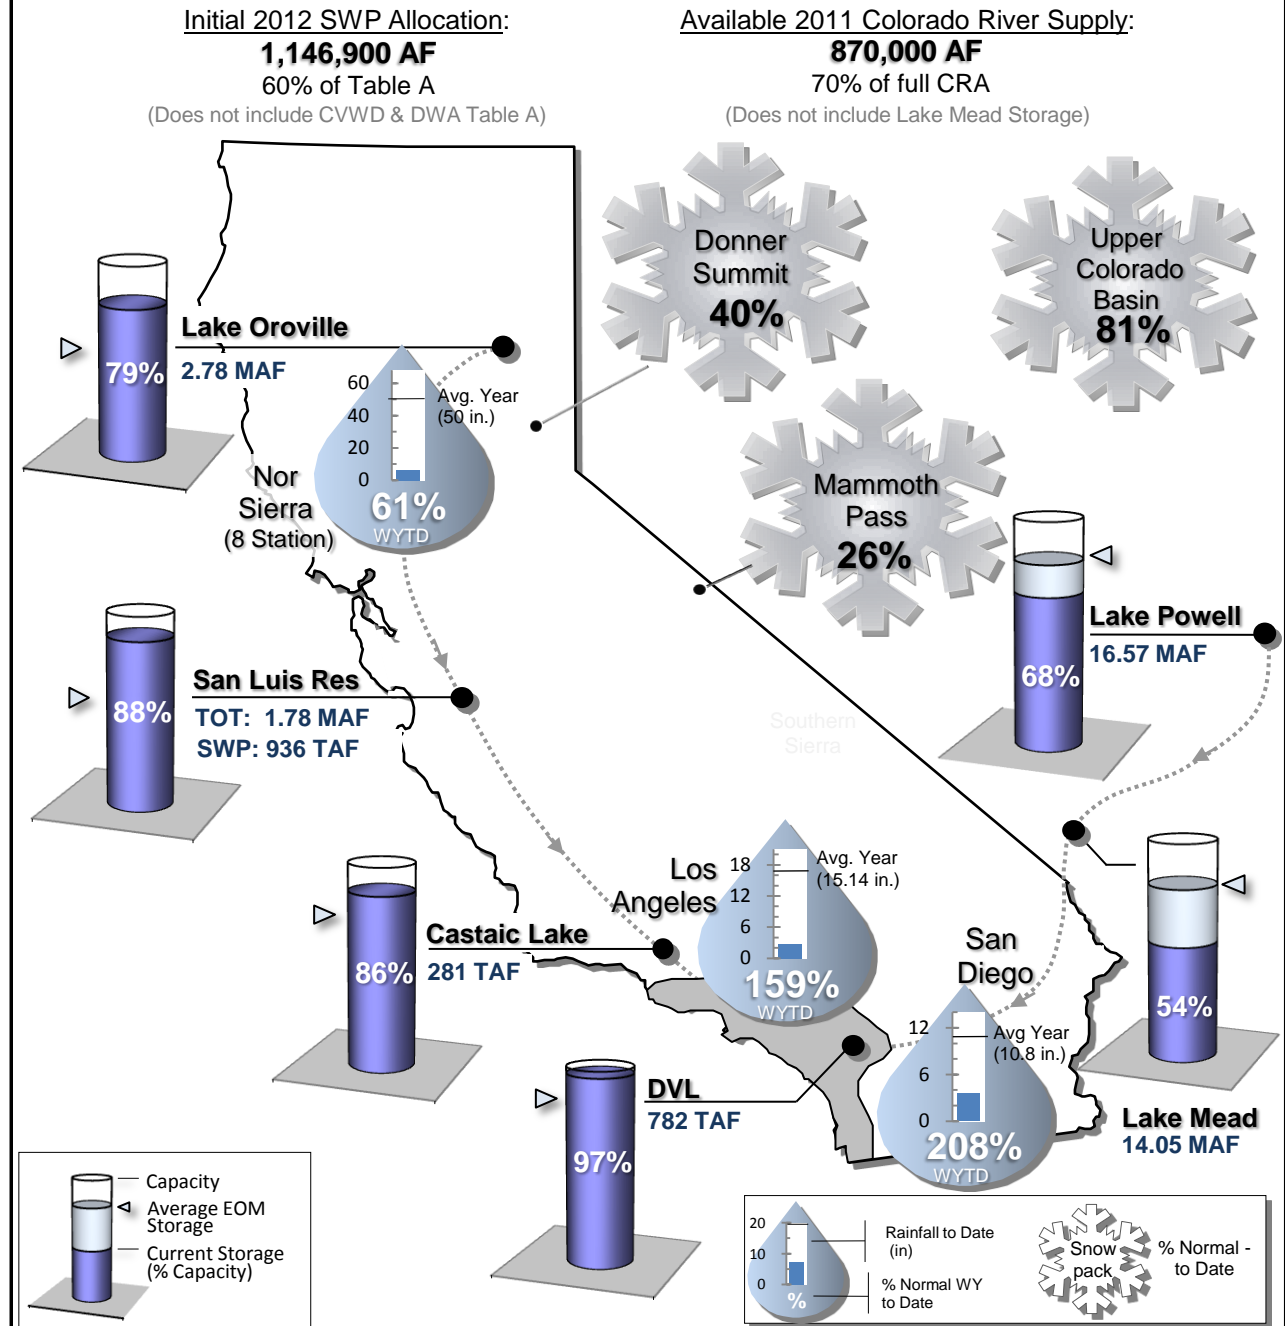 Initial 2012 SWP Allocation:
1,146,900 AF
60% of Table A
(Does not include CVWD & DWA Table A)
Available 2011 Colorado River Supply:
870,000 AF
70% of full CRA
(Does not include Lake Mead Storage)
Donner
Summit
40%
Upper
Colorado
Basin
81%
Lake Oroville
79%
2.78 MAF
60
40
20
0
Avg. Year
(50 in.)
61%
WYTD
Nor
Sierra
(8 Station)
Mammoth
Pass
26%
Lake Powell
16.57 MAF
68%
San Luis Res
88%
TOT: 1.78 MAF
SWP: 936 TAF
Southern
Sierra
Los
Angeles
18
12
6
0
Avg. Year
(15.14 in.)
159%
WYTD
Castaic Lake
86%
281 TAF
San
Diego
12
6
0
Avg Year
(10.8 in.)
208%
WYTD
54%
Lake Mead
14.05 MAF
DVL
782 TAF
97%
Capacity
Average EOM
Storage
Current Storage
(% Capacity)
20
10
0
%
Rainfall to Date
(in)
% Normal WY
to Date
Snow
pack
% Normal -
to Date